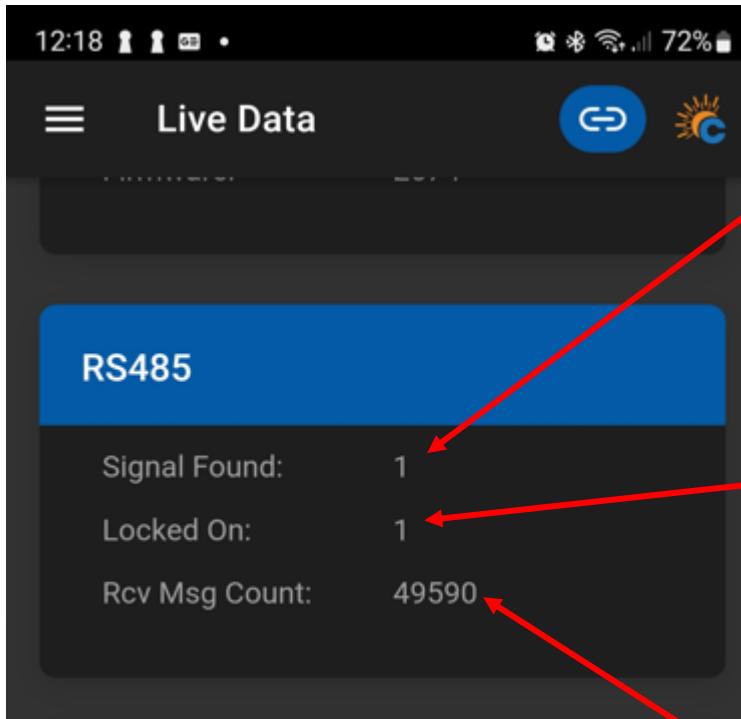 12:18 72%
Live Data
RS485
Signal Found: 1
Locked On: 1
Rcv Msg Count: 49590